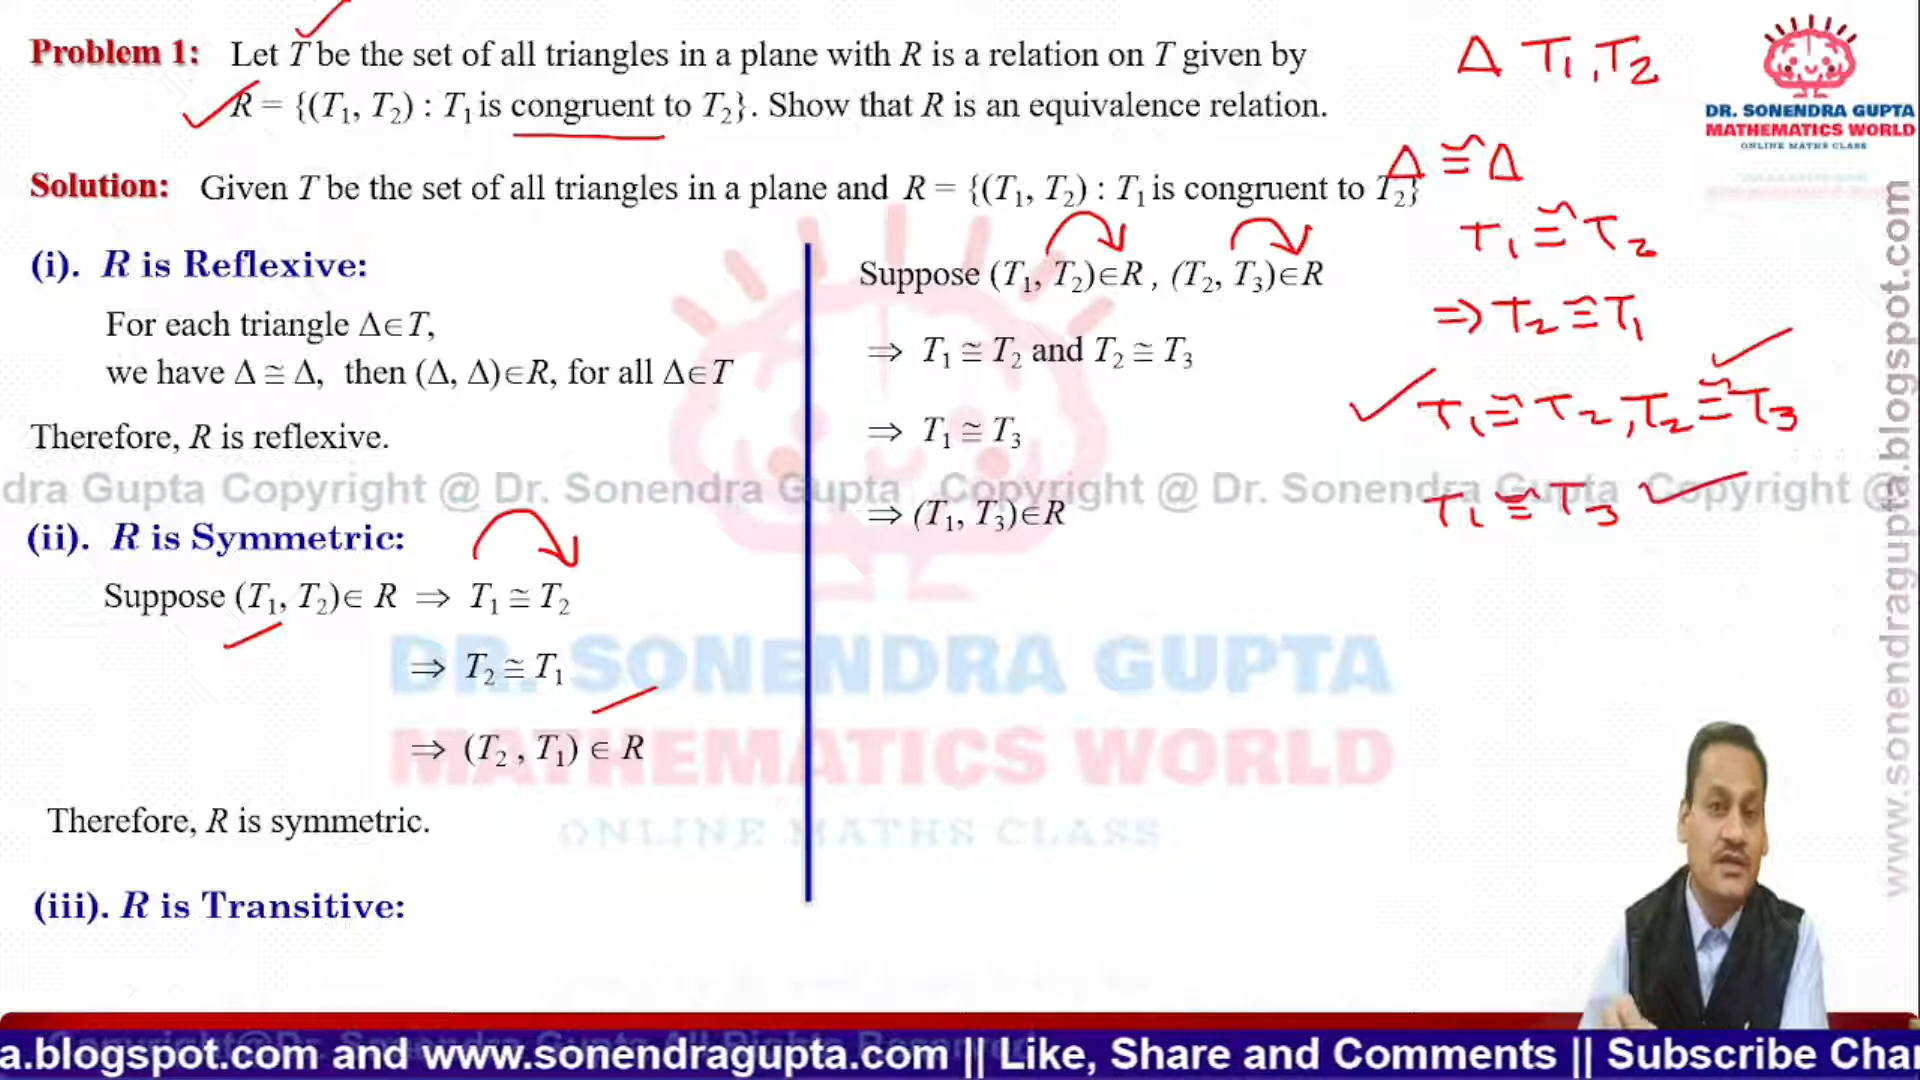 Problem 1: Let T be the set of all triangles in a plane with R is a relation on T given by
R = {(T₁, T₂) : T₁ is congruent to T₂}. Show that R is an equivalence relation.
Solution: Given T be the set of all triangles in a plane and R = {(T₁, T₂) : T₁ is congruent to T₂}
(i). R is Reflexive:
For each triangle Δ∈T,
we have Δ ≅ Δ, then (Δ, Δ)∈R, for all Δ∈T
Therefore, R is reflexive.
(ii). R is Symmetric:
Suppose (T₁, T₂)∈ R ⇒ T₁ ≅ T₂
⇒ T₂ ≅ T₁
⇒ (T₂ , T₁) ∈ R
Therefore, R is symmetric.
(iii). R is Transitive:
Suppose (T₁, T₂)∈R , (T₂, T₃)∈R
⇒ T₁ ≅ T₂ and T₂ ≅ T₃
⇒ T₁ ≅ T₃
⇒ (T₁, T₃)∈R
Δ T₁, T₂
Δ ≅ Δ
T₁ ≅ T₂
⇒ T₂ ≅ T₁
T₁ ≅ T₂, T₂ ≅ T₃
T₁ ≅ T₃
DR. SONENDRA GUPTA
MATHEMATICS WORLD
ONLINE MATHS CLASS
dra Gupta Copyright @ Dr. Sonendra Gupta Copyright @ Dr. Sonendra Gupta Copyright @
DR. SONENDRA GUPTA
MATHEMATICS WORLD
ONLINE MATHS CLASS
www.sonendragupta.blogspot.com
a.blogspot.com and www.sonendragupta.com || Like, Share and Comments || Subscribe Cha